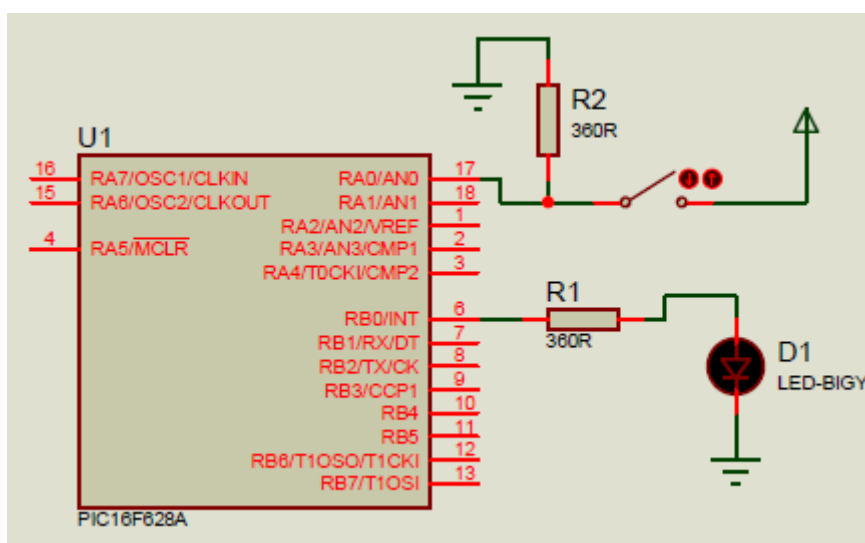 U1
16 RA7/OSC1/CLKIN
15 RA6/OSC2/CLKOUT
4 RA5/MCLR
RA0/AN0 17
RA1/AN1 18
RA2/AN2/VREF 1
RA3/AN3/CMP1 2
RA4/T0CKI/CMP2 3
RB0/INT 6
RB1/RX/DT 7
RB2/TX/CK 8
RB3/CCP1 9
RB4 10
RB5 11
RB6/T1OSO/T1CKI 12
RB7/T1OSI 13
PIC16F628A
R2
360R
R1
360R
D1
LED-BIGY